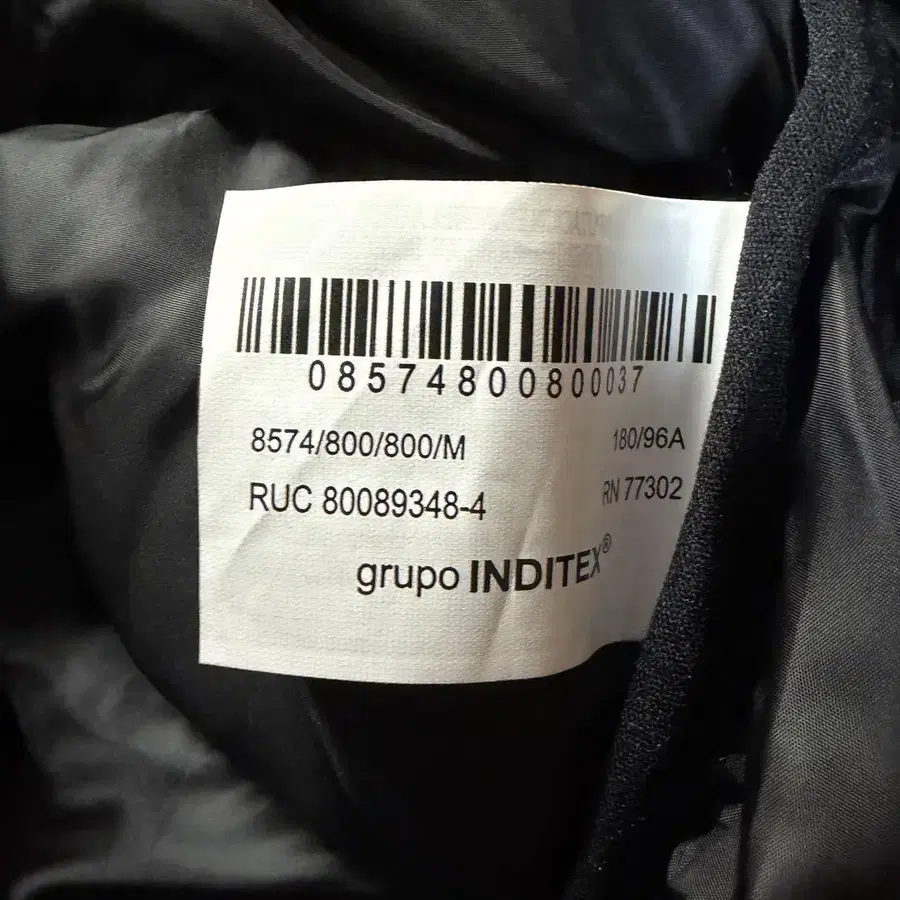 08574800800037
8574/800/800/M 180/96A
RUC 80089348-4 RN 77302
grupo INDITEX®